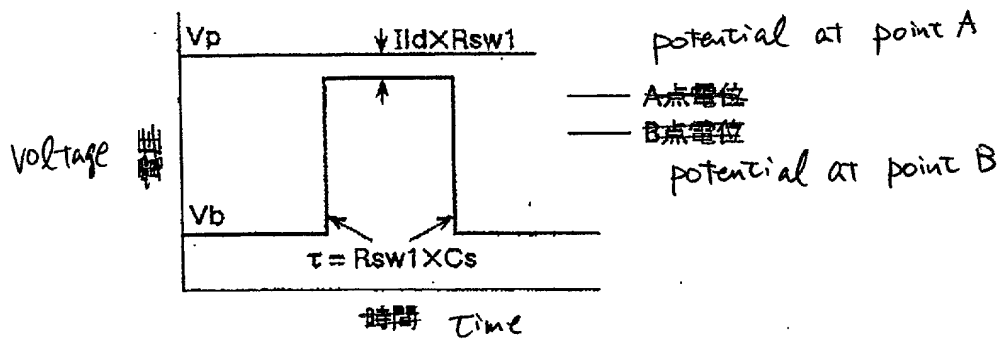 Vp
IldXRsw1
potential at point A
A点電位
B点電位
potential at point B
Voltage 電圧
Vb
τ = Rsw1XCs
時間 Time